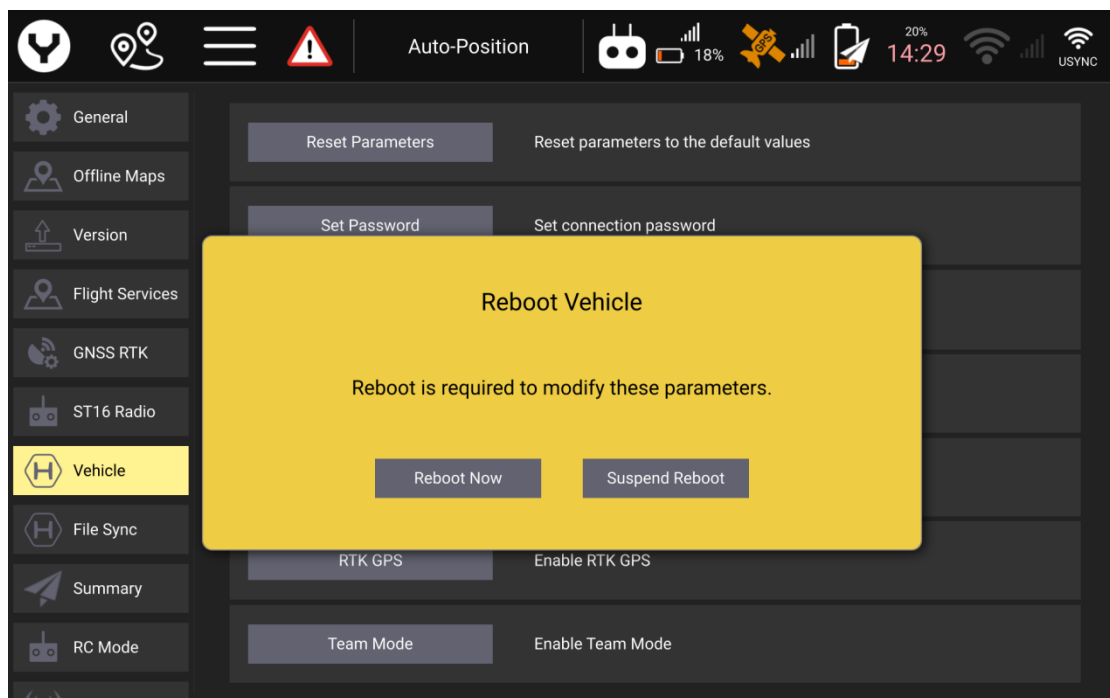 Auto-Position
18%
GPS
20%
14:29
USYNC
General
Reset Parameters
Reset parameters to the default values
Offline Maps
Set Password
Set connection password
Version
Flight Services
Reboot Vehicle
GNSS RTK
Reboot is required to modify these parameters.
ST16 Radio
Vehicle
Reboot Now
Suspend Reboot
File Sync
RTK GPS
Enable RTK GPS
Summary
RC Mode
Team Mode
Enable Team Mode